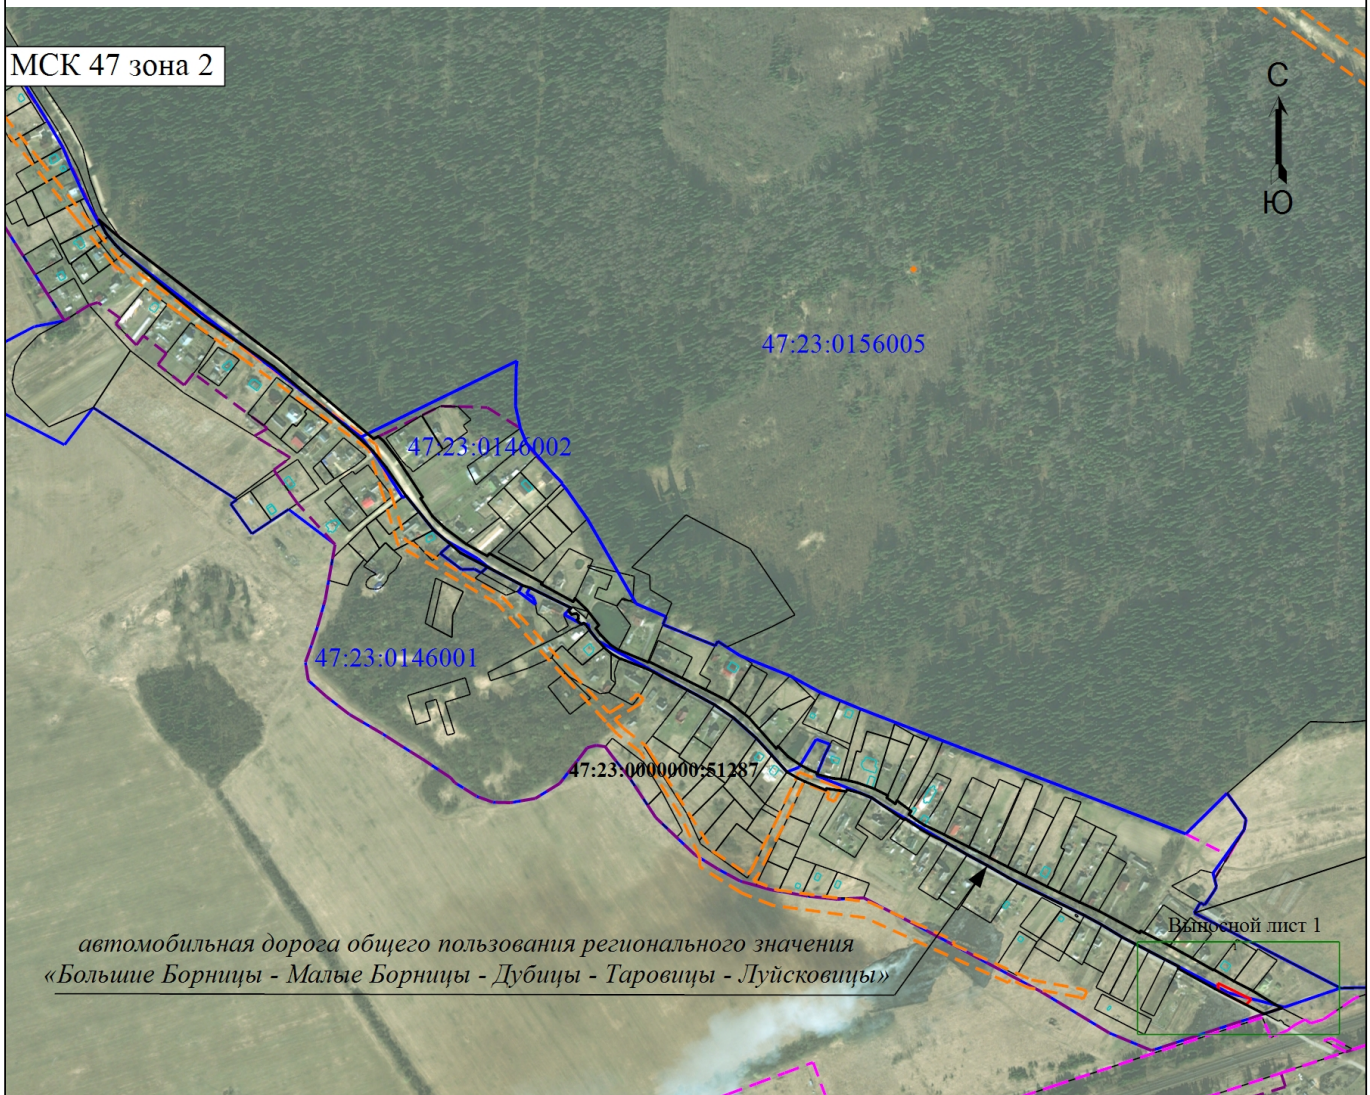 МСК 47 зона 2
С
Ю
47:23:0156005
47:23:0146002
47:23:0146001
47:23:0000000:51287
Выносной лист 1
автомобильная дорога общего пользования регионального значения
«Большие Борницы - Малые Борницы - Дубицы - Таровицы - Луйсковицы»